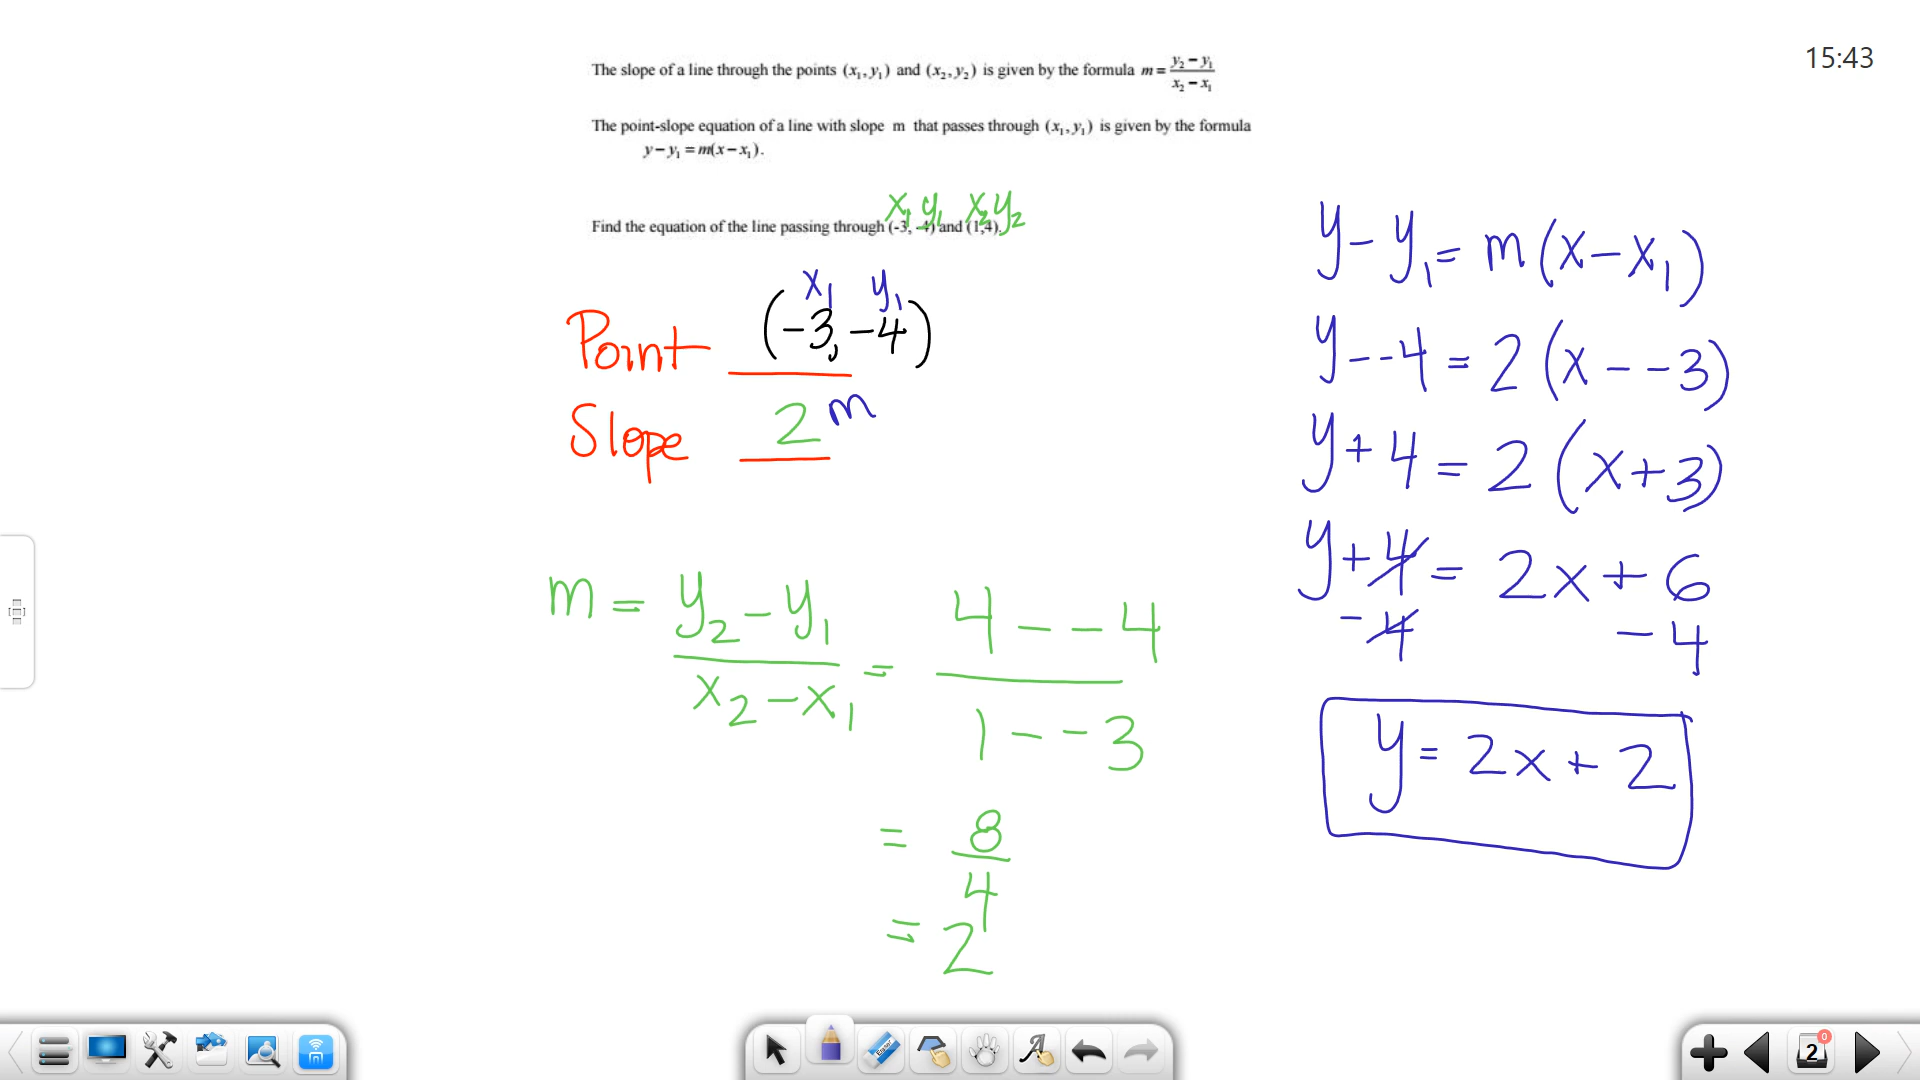 15:43
The slope of a line through the points (x₁, y₁) and (x₂, y₂) is given by the formula m = (y₂ − y₁)/(x₂ − x₁)
The point-slope equation of a line with slope m that passes through (x₁, y₁) is given by the formula
y − y₁ = m(x − x₁).
x₁ y₁ x₂ y₂
Find the equation of the line passing through (-3, -4) and (1,4).
x₁ y₁
Point (−3, −4)
Slope 2 m
m = (y₂ − y₁)/(x₂ − x₁) = (4 − −4)/(1 − −3)
= 8/4
= 2
y − y₁ = m(x − x₁)
y − −4 = 2(x − −3)
y + 4 = 2(x + 3)
y + 4 = 2x + 6
− 4 − 4
y = 2x + 2
Eraser
A
2
0